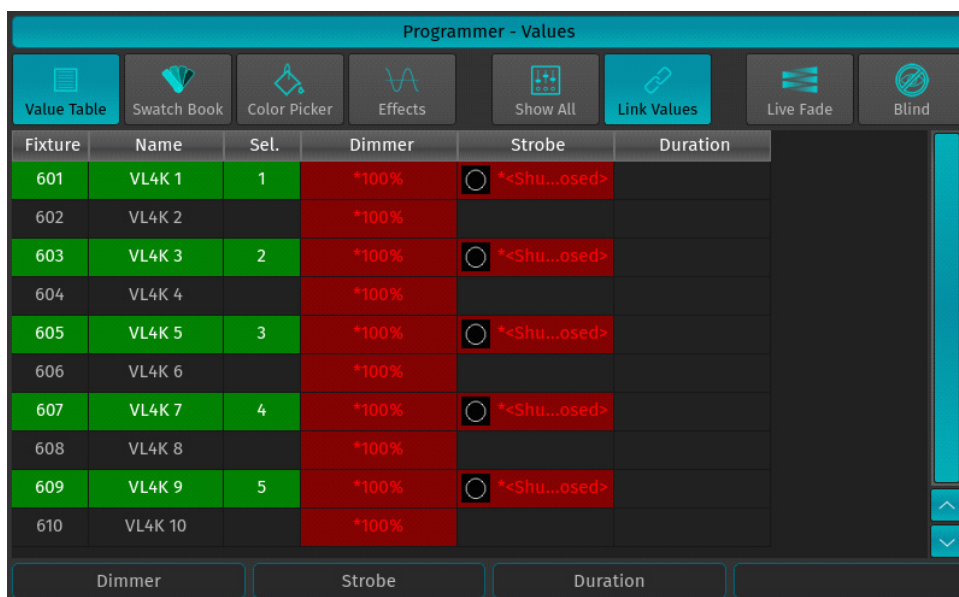 Programmer - Values
Value Table Swatch Book Color Picker Effects Show All Link Values Live Fade Blind
Fixture Name Sel. Dimmer Strobe Duration
601 VL4K 1 1 *100% *<Shu...osed>
602 VL4K 2 *100%
603 VL4K 3 2 *100% *<Shu...osed>
604 VL4K 4 *100%
605 VL4K 5 3 *100% *<Shu...osed>
606 VL4K 6 *100%
607 VL4K 7 4 *100% *<Shu...osed>
608 VL4K 8 *100%
609 VL4K 9 5 *100% *<Shu...osed>
610 VL4K 10 *100%
Dimmer Strobe Duration